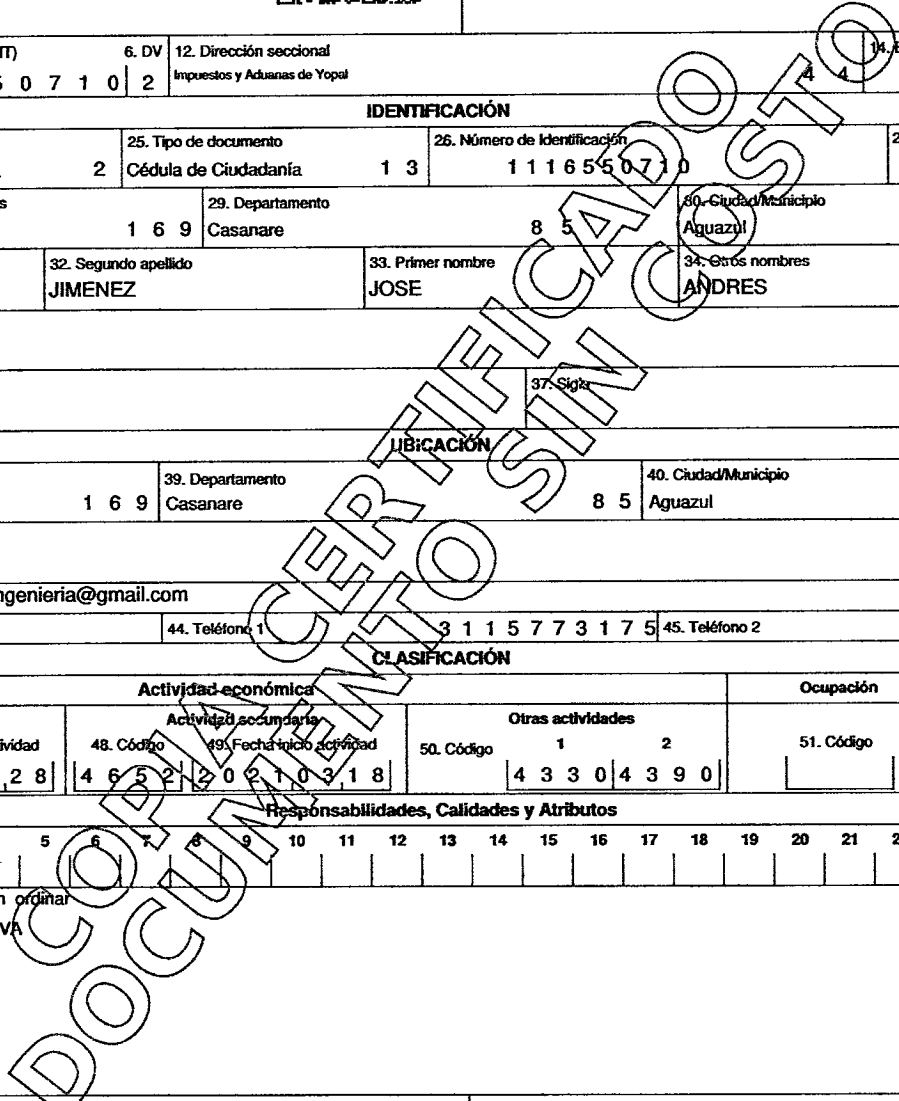 6. DV 12. Dirección seccional
0 7 1 0 2 Impuestos y Aduanas de Yopal 4 4
IDENTIFICACIÓN
25. Tipo de documento 26. Número de Identificación
2 Cédula de Ciudadanía 1 3 1 1 1 6 5 5 0 7 1 0
29. Departamento 30. Ciudad/Municipio
1 6 9 Casanare 8 5 Aguazul
32. Segundo apellido 33. Primer nombre 34. Otros nombres
JIMENEZ JOSE ANDRES
37. Sigla
UBICACIÓN
39. Departamento 40. Ciudad/Municipio
1 6 9 Casanare 8 5 Aguazul
ngenieria@gmail.com
44. Teléfono 1 3 1 1 5 7 7 3 1 7 5 45. Teléfono 2
CLASIFICACIÓN
Actividad económica Ocupación
Actividad secundaria Otras actividades
ividad 48. Código 49. Fecha inicio actividad 50. Código 1 2 51. Código
2 8 4 6 5 2 2 0 2 1 0 3 1 8 4 3 3 0 4 3 9 0
Responsabilidades, Calidades y Atributos
5 6 7 8 9 10 11 12 13 14 15 16 17 18 19 20 21
n ordinar
VA
COPIA CERTIFICADO
DOCUMENTO SIN COSTO